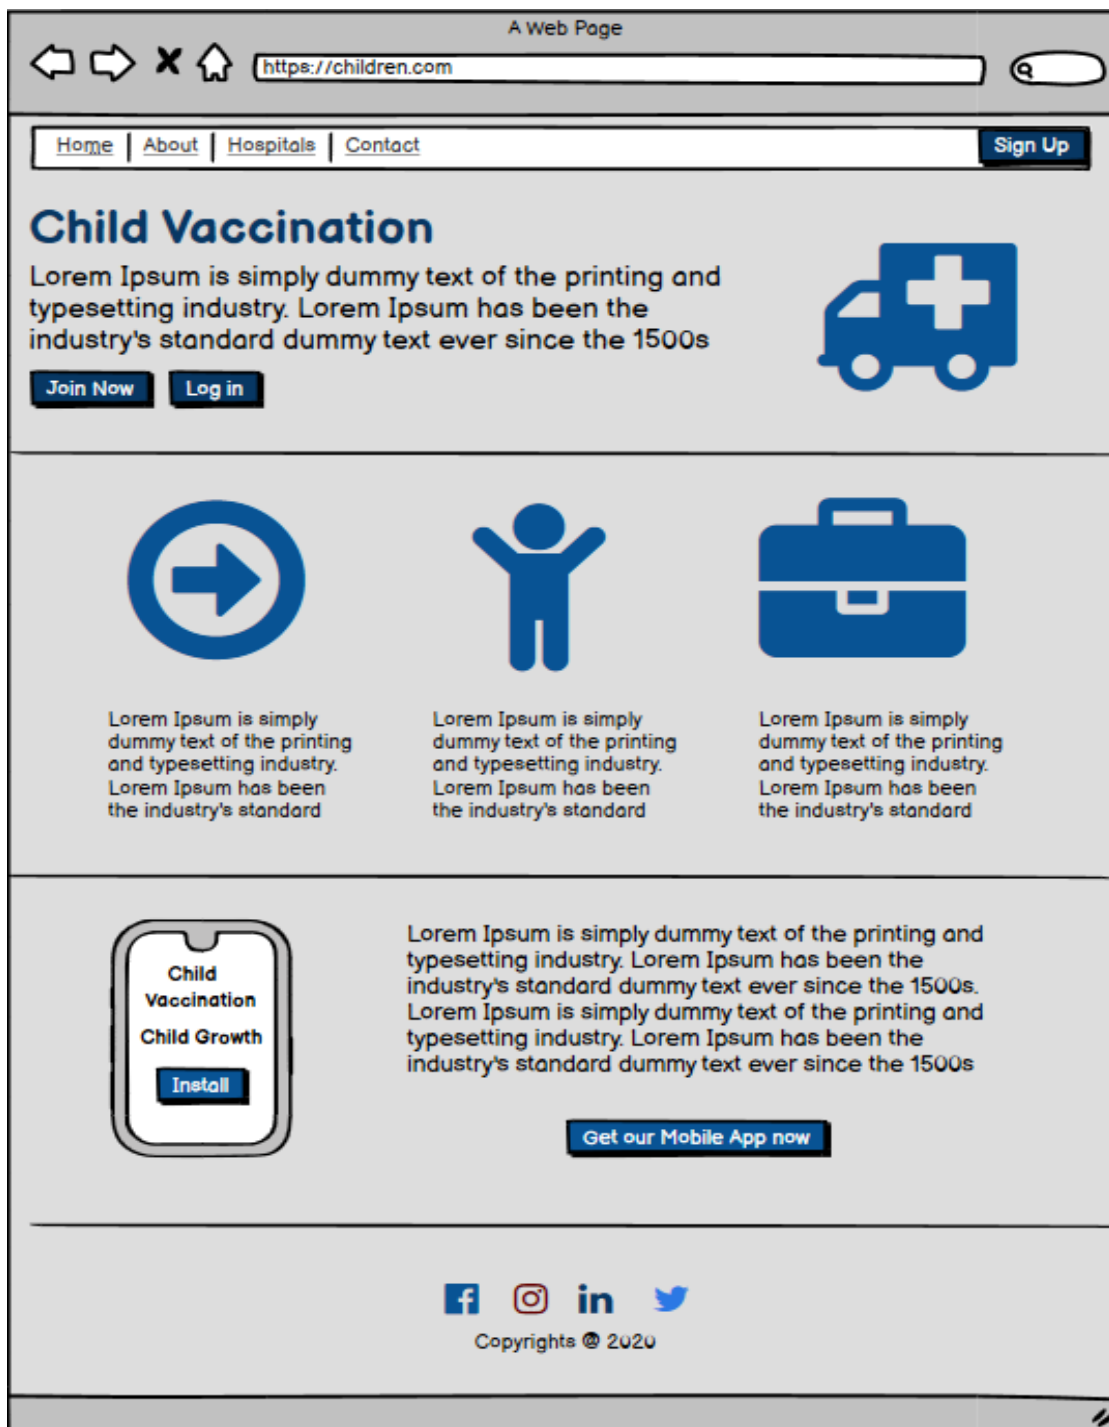 A Web Page
https://children.com
Home About Hospitals Contact Sign Up
Child Vaccination
Lorem Ipsum is simply dummy text of the printing and
typesetting industry. Lorem Ipsum has been the
industry's standard dummy text ever since the 1500s
Join Now Log in
Lorem Ipsum is simply
dummy text of the printing
and typesetting industry.
Lorem Ipsum has been
the industry's standard
Lorem Ipsum is simply
dummy text of the printing
and typesetting industry.
Lorem Ipsum has been
the industry's standard
Lorem Ipsum is simply
dummy text of the printing
and typesetting industry.
Lorem Ipsum has been
the industry's standard
Child
Vaccination
Child Growth
Install
Lorem Ipsum is simply dummy text of the printing and
typesetting industry. Lorem Ipsum has been the
industry's standard dummy text ever since the 1500s.
Lorem Ipsum is simply dummy text of the printing and
typesetting industry. Lorem Ipsum has been the
industry's standard dummy text ever since the 1500s
Get our Mobile App now
f in
Copyrights @ 2020